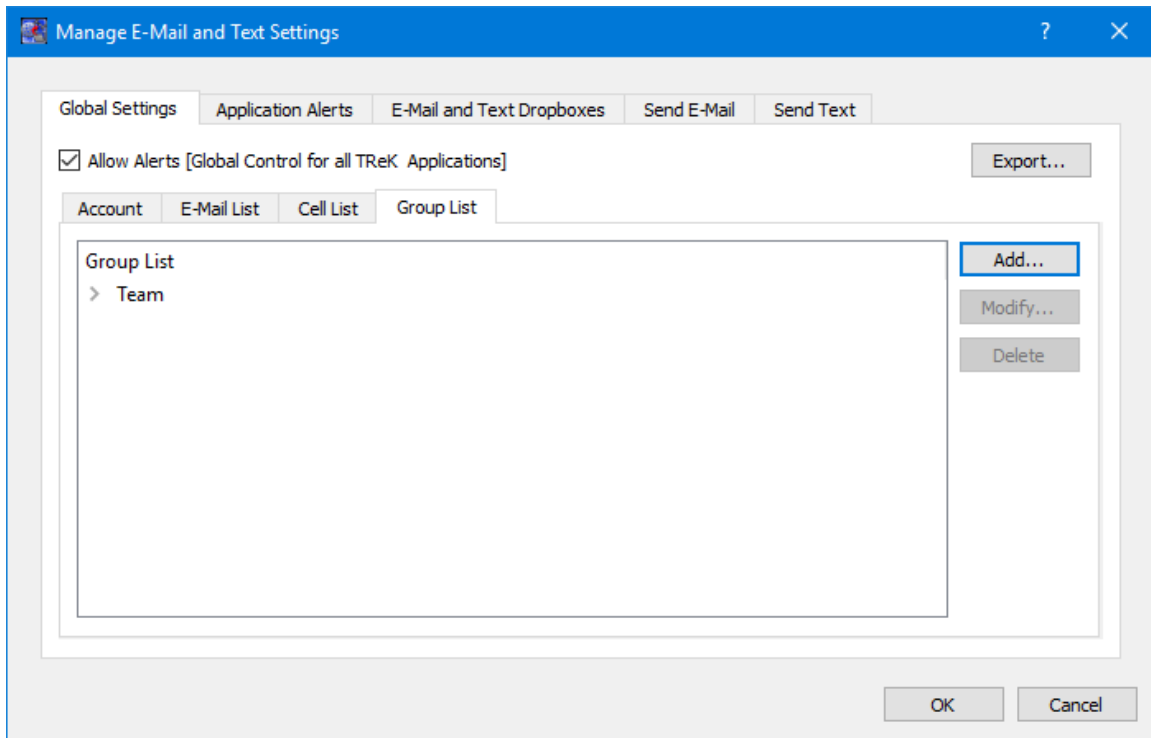 Manage E-Mail and Text Settings
Global Settings Application Alerts E-Mail and Text Dropboxes Send E-Mail Send Text
Allow Alerts [Global Control for all TReK Applications] Export...
Account E-Mail List Cell List Group List
Group List Add...
Team Modify...
Delete
OK Cancel